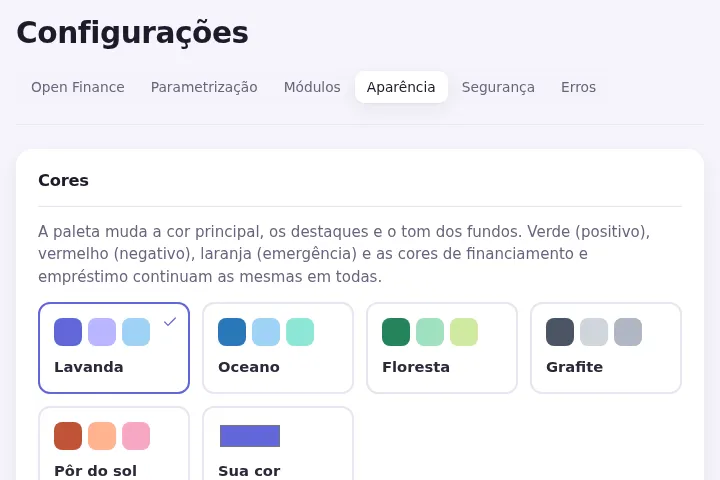 Configurações
Open Finance Parametrização Módulos Aparência Segurança Erros
Cores
A paleta muda a cor principal, os destaques e o tom dos fundos. Verde (positivo),
vermelho (negativo), laranja (emergência) e as cores de financiamento e
empréstimo continuam as mesmas em todas.
Lavanda Oceano Floresta Grafite
Pôr do sol Sua cor